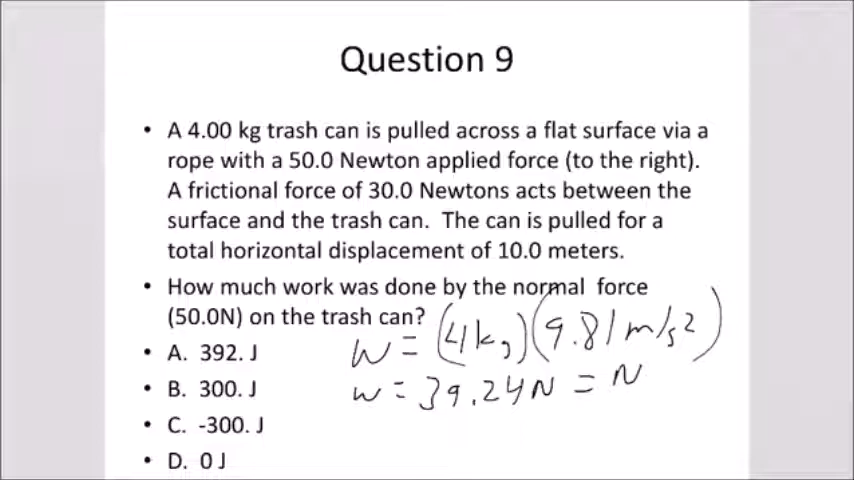 Question 9
• A 4.00 kg trash can is pulled across a flat surface via a
rope with a 50.0 Newton applied force (to the right).
A frictional force of 30.0 Newtons acts between the
surface and the trash can. The can is pulled for a
total horizontal displacement of 10.0 meters.
• How much work was done by the normal force
(50.0N) on the trash can?
W = (4kg)(9.81m/s²)
• A. 392. J
w = 39.24N = N
• B. 300. J
• C. -300. J
• D. 0 J